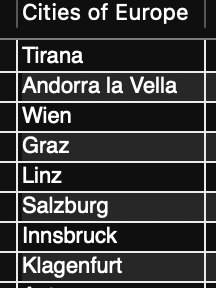 Cities of Europe
Tirana
Andorra la Vella
Wien
Graz
Linz
Salzburg
Innsbruck
Klagenfurt